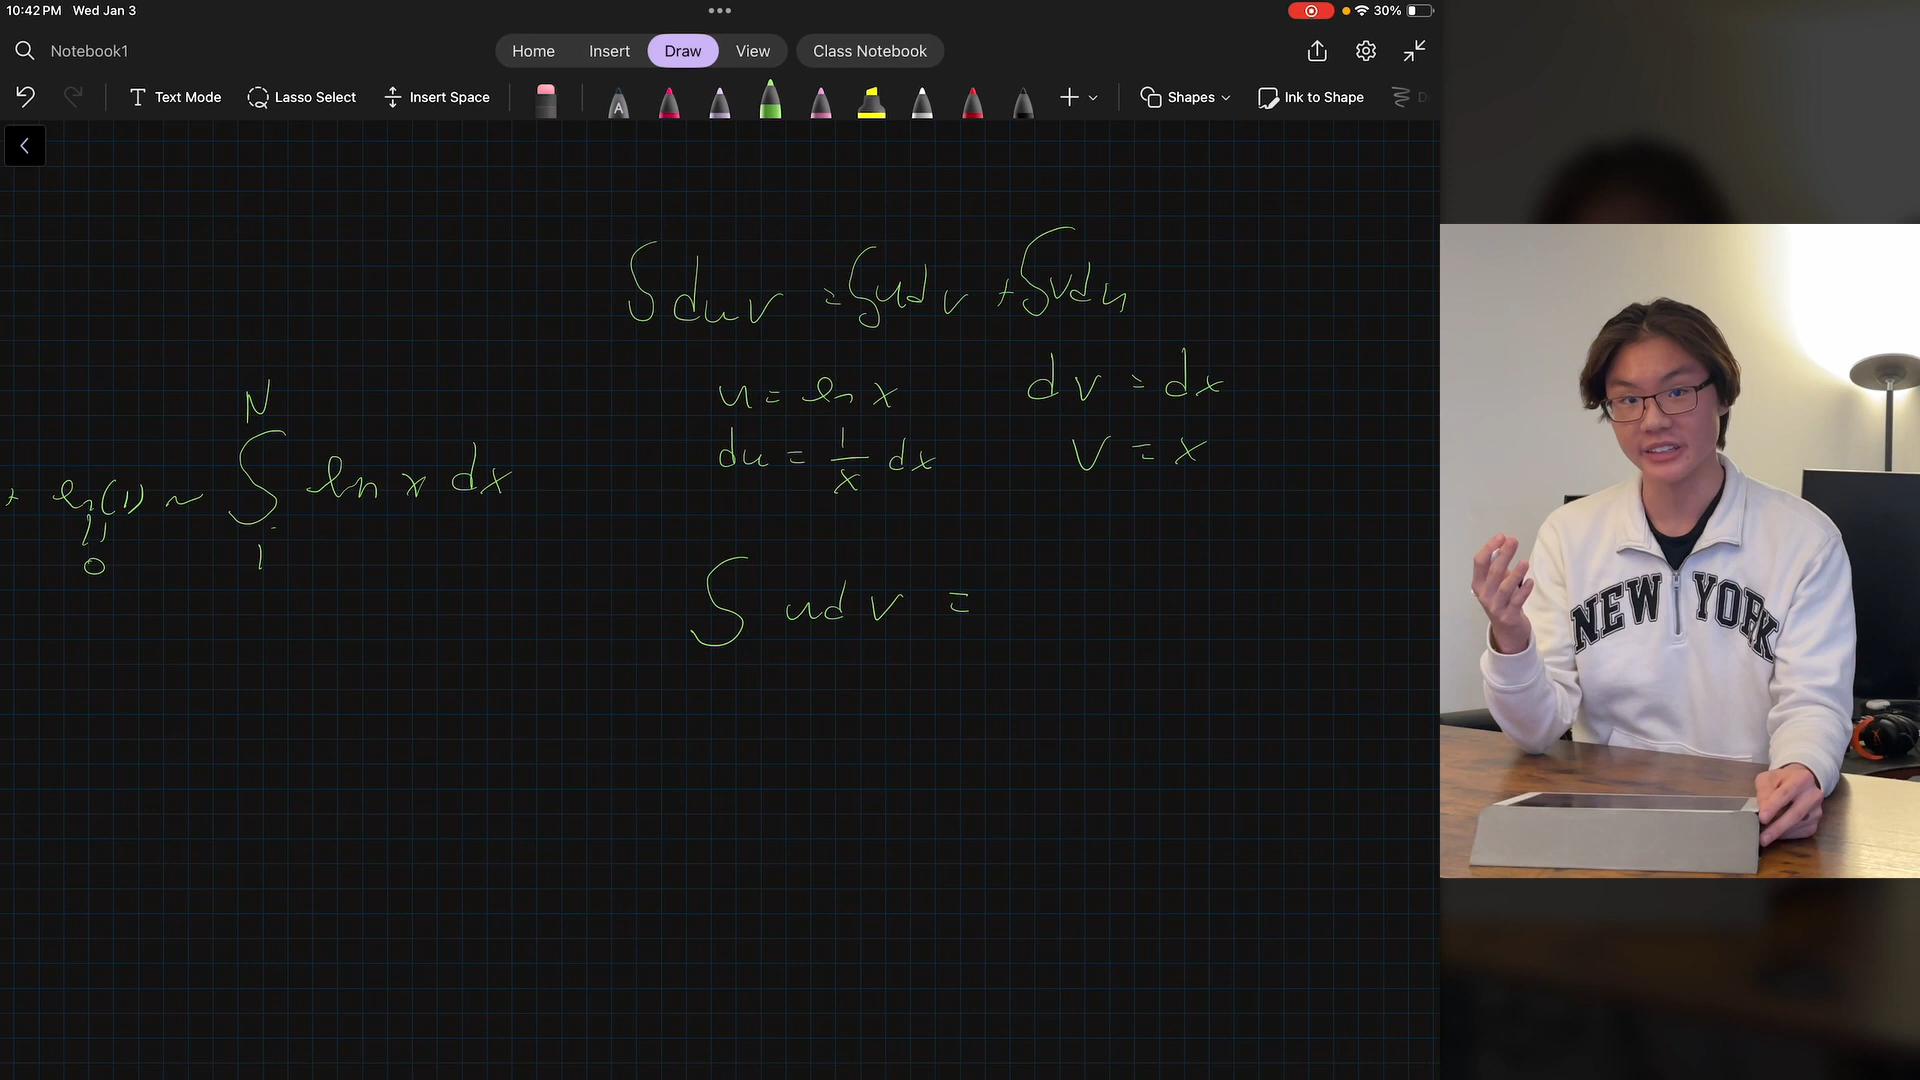 10:42 PM Wed Jan 3
30%
Notebook1
Home Insert Draw View Class Notebook
Text Mode Lasso Select Insert Space
A
Shapes Ink to Shape D
∫ duv = ∫udv + ∫vdu
u = ln x dv = dx
du = 1/x dx v = x
N
+ ln(1) ~ ∫ ln x dx
||
0
1
∫ udv =
NEW YORK